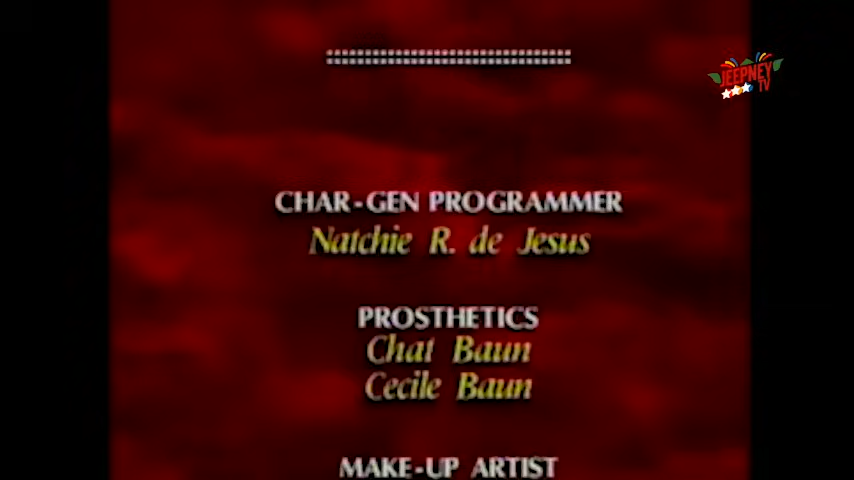 JEEPNEY
TV
CHAR-GEN PROGRAMMER
Natchie R. de Jesus
PROSTHETICS
Chat Baun
Cecile Baun
MAKE-UP ARTIST